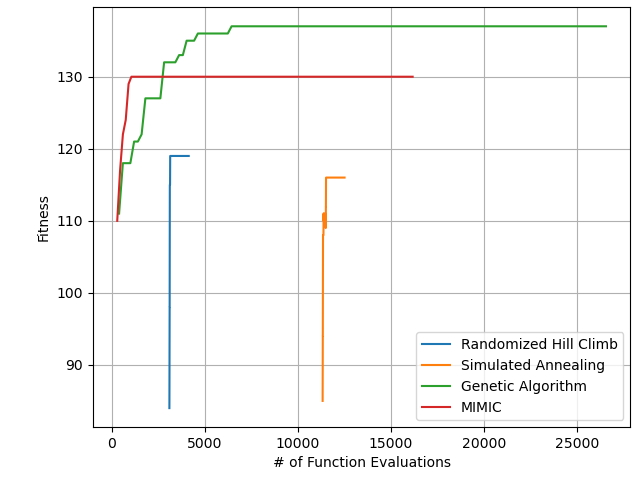 130
120
110
100
90
Fitness
0 5000 10000 15000 20000 25000
# of Function Evaluations
Randomized Hill Climb
Simulated Annealing
Genetic Algorithm
MIMIC